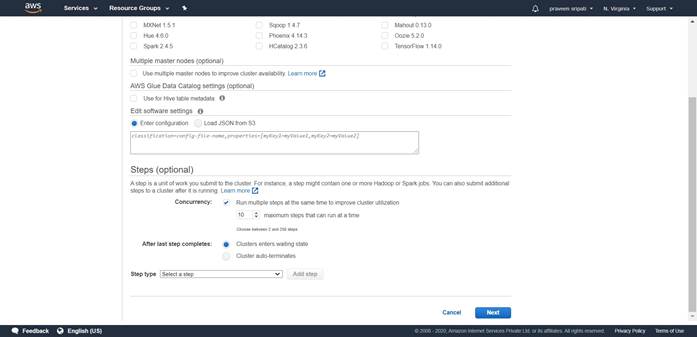 aws Services Resource Groups praveen sripati N. Virginia Support
MXNet 1.5.1 Sqoop 1.4.7 Mahout 0.13.0
Hue 4.6.0 Phoenix 4.14.3 Oozie 5.2.0
Spark 2.4.5 HCatalog 2.3.6 TensorFlow 1.14.0
Multiple master nodes (optional)
Use multiple master nodes to improve cluster availability. Learn more
AWS Glue Data Catalog settings (optional)
Use for Hive table metadata
Edit software settings
Enter configuration Load JSON from S3
classification=config-file-name,properties=[myKey1=myValue1,myKey2=myValue2]
Steps (optional)
A step is a unit of work you submit to the cluster. For instance, a step might contain one or more Hadoop or Spark jobs. You can also submit additional
steps to a cluster after it is running. Learn more
Concurrency: Run multiple steps at the same time to improve cluster utilization
10 maximum steps that can run at a time
Choose between 2 and 256 steps
After last step completes: Clusters enters waiting state
Cluster auto-terminates
Step type Select a step Add step
Cancel Next
Feedback English (US) © 2008 - 2020, Amazon Internet Services Private Ltd. or its affiliates. All rights reserved. Privacy Policy Terms of Use